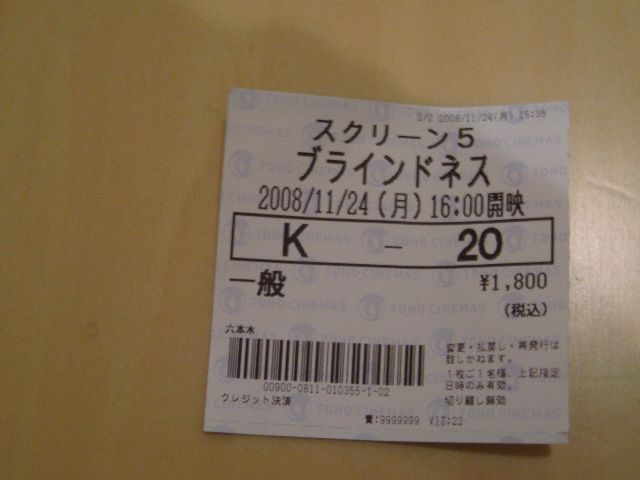 2/2 2008/11/24(月) 15:36
スクリーン5
ブラインドネス
2008/11/24(月)16:00開映
K － 20
一般
¥1,800
(税込)
六本木
00900-0811-010355-1-02
クレジット決済
変更・払戻し・再発行は
致しかねます。
1枚ご1名様、上記指定
日時のみ有効。
切り離し無効
VIT:22
TOHO CINEMAS